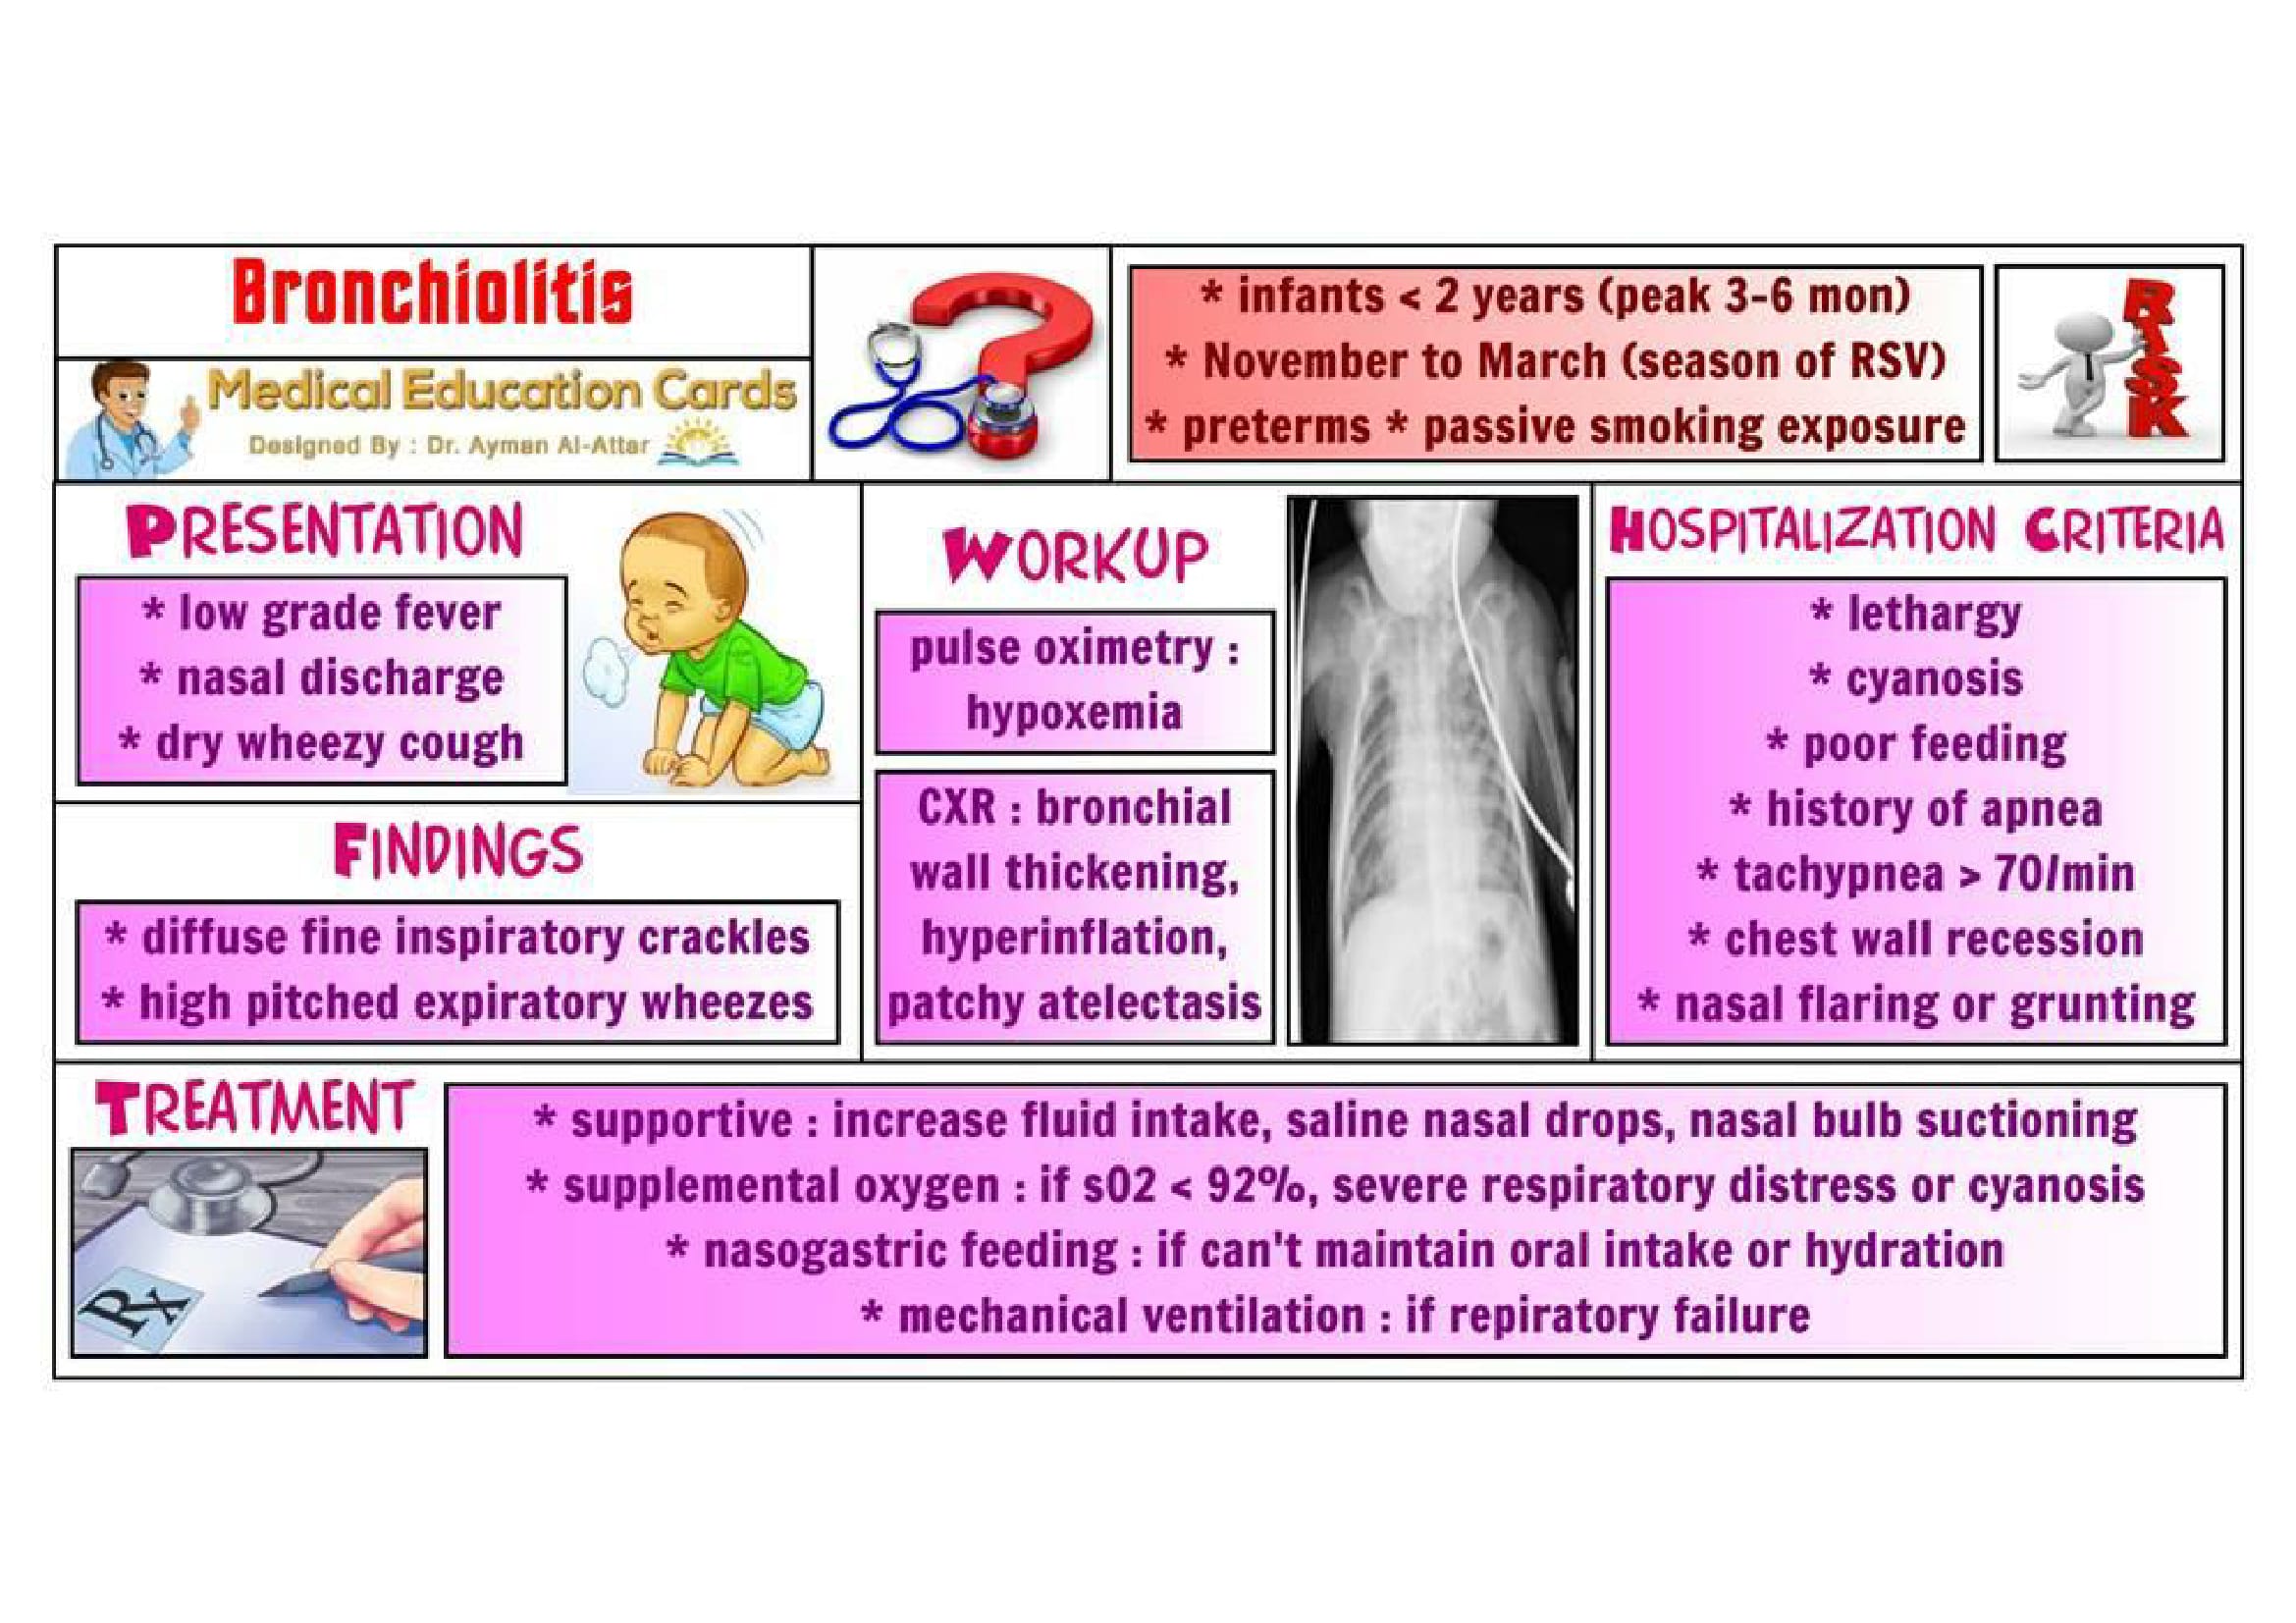 Bronchiolitis
Medical Education Cards
Designed By : Dr. Ayman Al-Attar
* infants < 2 years (peak 3-6 mon)
* November to March (season of RSV)
* preterms * passive smoking exposure
RISK
PRESENTATION
* low grade fever
* nasal discharge
* dry wheezy cough
FINDINGS
* diffuse fine inspiratory crackles
* high pitched expiratory wheezes
WORKUP
pulse oximetry :
hypoxemia
CXR : bronchial
wall thickening,
hyperinflation,
patchy atelectasis
HOSPITALIZATION CRITERIA
* lethargy
* cyanosis
* poor feeding
* history of apnea
* tachypnea > 70/min
* chest wall recession
* nasal flaring or grunting
TREATMENT
Rx
* supportive : increase fluid intake, saline nasal drops, nasal bulb suctioning
* supplemental oxygen : if sO2 < 92%, severe respiratory distress or cyanosis
* nasogastric feeding : if can't maintain oral intake or hydration
* mechanical ventilation : if repiratory failure